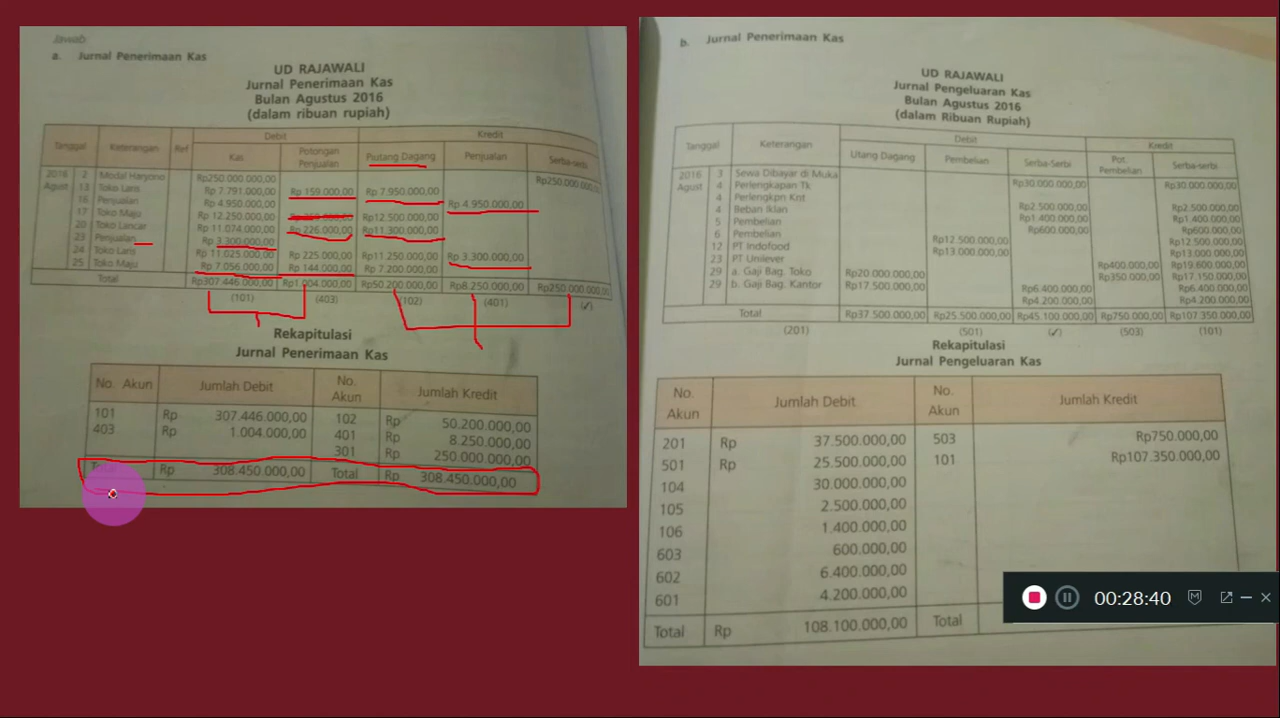 Jawab
a. Jurnal Penerimaan Kas
UD RAJAWALI
Jurnal Penerimaan Kas
Bulan Agustus 2016
(dalam ribuan rupiah)
Tanggal Keterangan Ref Debit Kredit
Kas Potongan Penjualan Piutang Dagang Penjualan Serba-serbi
2016 2 Modal Haryono Rp250.000.000,00 Rp250.000.000,00
Agust 13 Toko Laris Rp 7.791.000,00 Rp 159.000,00 Rp 7.950.000,00
16 Penjualan Rp 4.950.000,00 Rp 4.950.000,00
17 Toko Maju Rp 12.250.000,00 Rp12.500.000,00
20 Toko Lancar Rp 11.074.000,00 Rp 226.000,00 Rp11.300.000,00
23 Penjualan Rp 3.300.000,00 Rp 3.300.000,00
24 Toko Laris Rp 11.025.000,00 Rp 225.000,00 Rp11.250.000,00
25 Toko Maju Rp 7.056.000,00 Rp 144.000,00 Rp 7.200.000,00
Total Rp307.446.000,00 Rp1.004.000,00 Rp50.200.000,00 Rp8.250.000,00 Rp250.000.000,00
(101) (403) (102) (401) (✓)
Rekapitulasi
Jurnal Penerimaan Kas
No. Akun Jumlah Debit No. Akun Jumlah Kredit
101 Rp 307.446.000,00 102 Rp 50.200.000,00
403 Rp 1.004.000,00 401 Rp 8.250.000,00
301 Rp 250.000.000,00
Total Rp 308.450.000,00 Total Rp 308.450.000,00
b. Jurnal Penerimaan Kas
UD RAJAWALI
Jurnal Pengeluaran Kas
Bulan Agustus 2016
(dalam Ribuan Rupiah)
Tanggal Keterangan Debit Kredit
Utang Dagang Pembelian Serba-Serbi Pot. Pembelian Serba-serbi
2016 3 Sewa Dibayar di Muka Rp30.000.000,00 Rp30.000.000,00
Agust 4 Perlengkapan Tk Rp2.500.000,00 Rp2.500.000,00
4 Perlengkpn Knt Rp1.400.000,00 Rp1.400.000,00
4 Beban Iklan Rp600.000,00 Rp600.000,00
5 Pembelian Rp12.500.000,00 Rp12.500.000,00
6 Pembelian Rp13.000.000,00 Rp13.000.000,00
12 PT Indofood Rp20.000.000,00 Rp400.000,00 Rp19.600.000,00
23 PT Unilever Rp17.500.000,00 Rp350.000,00 Rp17.150.000,00
29 a. Gaji Bag. Toko Rp6.400.000,00 Rp6.400.000,00
29 b. Gaji Bag. Kantor Rp4.200.000,00 Rp4.200.000,00
Total Rp37.500.000,00 Rp25.500.000,00 Rp45.100.000,00 Rp750.000,00 Rp107.350.000,00
(201) (501) (✓) (503) (101)
Rekapitulasi
Jurnal Pengeluaran Kas
No. Akun Jumlah Debit No. Akun Jumlah Kredit
201 Rp 37.500.000,00 503 Rp750.000,00
501 Rp 25.500.000,00 101 Rp107.350.000,00
104 30.000.000,00
105 2.500.000,00
106 1.400.000,00
603 600.000,00
602 6.400.000,00
601 4.200.000,00
Total Rp 108.100.000,00 Total
00:28:40